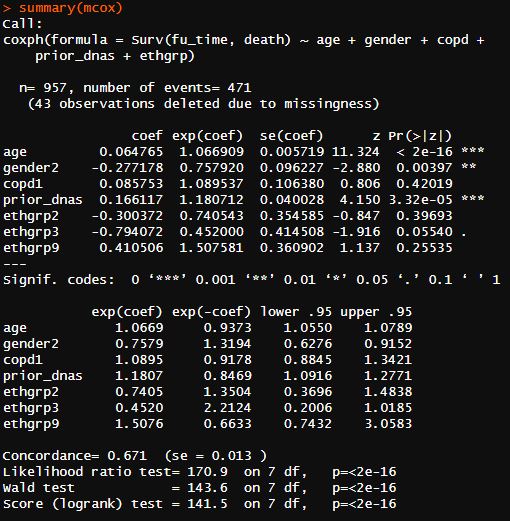 > summary(mcox)
Call:
coxph(formula = Surv(fu_time, death) ~ age + gender + copd +
    prior_dnas + ethgrp)

  n= 957, number of events= 471
   (43 observations deleted due to missingness)

                coef exp(coef)  se(coef)      z Pr(>|z|)
age         0.064765  1.066909  0.005719 11.324  < 2e-16 ***
gender2    -0.277178  0.757920  0.096227 -2.880  0.00397 **
copd1       0.085753  1.089537  0.106380  0.806  0.42019
prior_dnas  0.166117  1.180712  0.040028  4.150 3.32e-05 ***
ethgrp2    -0.300372  0.740543  0.354585 -0.847  0.39693
ethgrp3    -0.794072  0.452000  0.414508 -1.916  0.05540 .
ethgrp9     0.410506  1.507581  0.360902  1.137  0.25535
---
Signif. codes:  0 ‘***’ 0.001 ‘**’ 0.01 ‘*’ 0.05 ‘.’ 0.1 ‘ ’ 1

           exp(coef) exp(-coef) lower .95 upper .95
age           1.0669     0.9373    1.0550    1.0789
gender2       0.7579     1.3194    0.6276    0.9152
copd1         1.0895     0.9178    0.8845    1.3421
prior_dnas    1.1807     0.8469    1.0916    1.2771
ethgrp2       0.7405     1.3504    0.3696    1.4838
ethgrp3       0.4520     2.2124    0.2006    1.0185
ethgrp9       1.5076     0.6633    0.7432    3.0583

Concordance= 0.671  (se = 0.013 )
Likelihood ratio test= 170.9  on 7 df,   p=<2e-16
Wald test            = 143.6  on 7 df,   p=<2e-16
Score (logrank) test = 141.5  on 7 df,   p=<2e-16